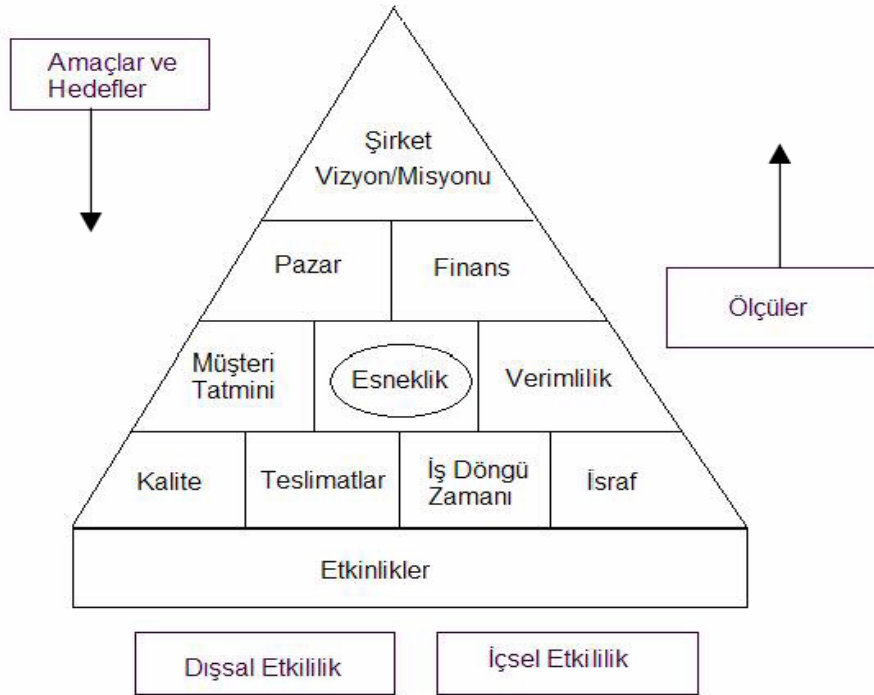 Amaçlar ve
Hedefler
Şirket
Vizyon/Misyonu
Pazar
Finans
Ölçüler
Müşteri
Tatmini
Esneklik
Verimlilik
Kalite
Teslimatlar
İş Döngü
Zamanı
İsraf
Etkinlikler
Dışsal Etkililik
İçsel Etkililik